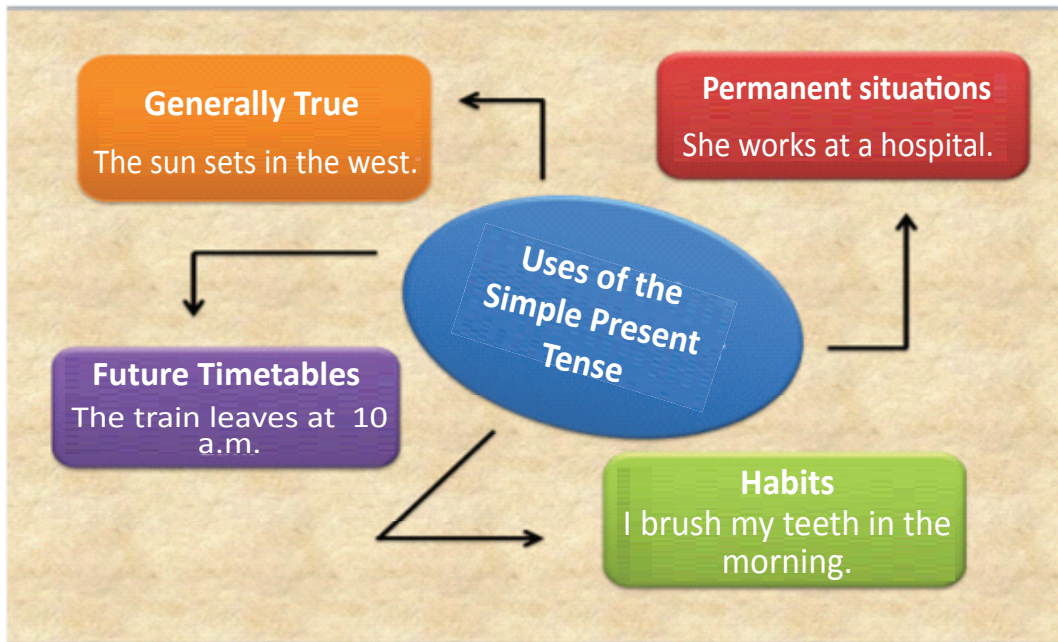 Generally True
The sun sets in the west.
Permanent situations
She works at a hospital.
Uses of the
Simple Present
Tense
Future Timetables
The train leaves at 10
a.m.
Habits
I brush my teeth in the
morning.